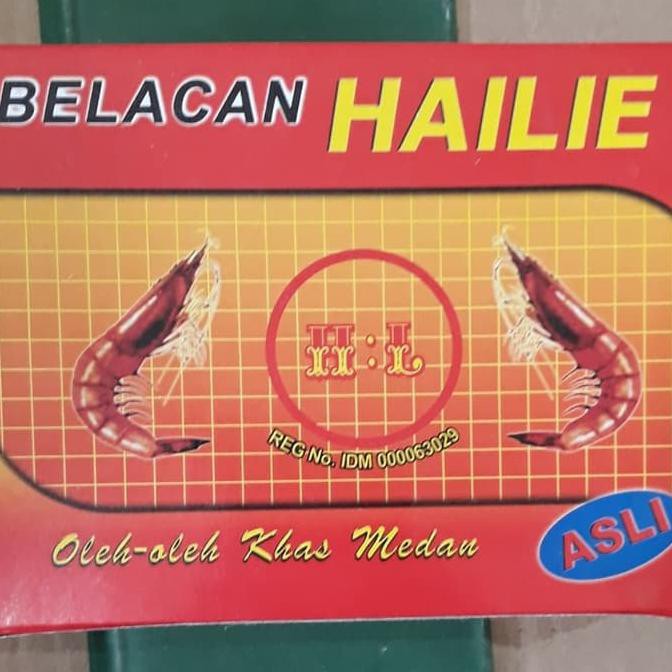 BELACAN HAILIE
H:L
REG No. IDM 000063029
Oleh-oleh Khas Medan
ASLI